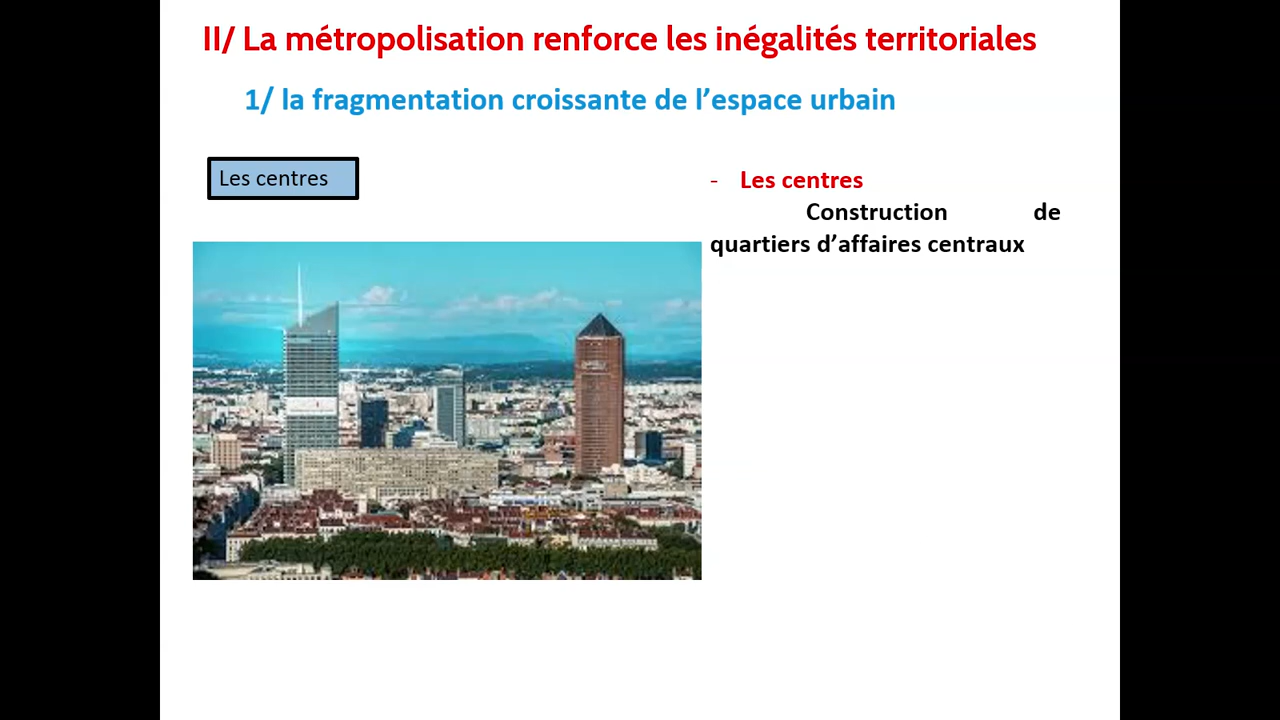 II/ La métropolisation renforce les inégalités territoriales
1/ la fragmentation croissante de l’espace urbain
Les centres
- Les centres
Construction de
quartiers d’affaires centraux